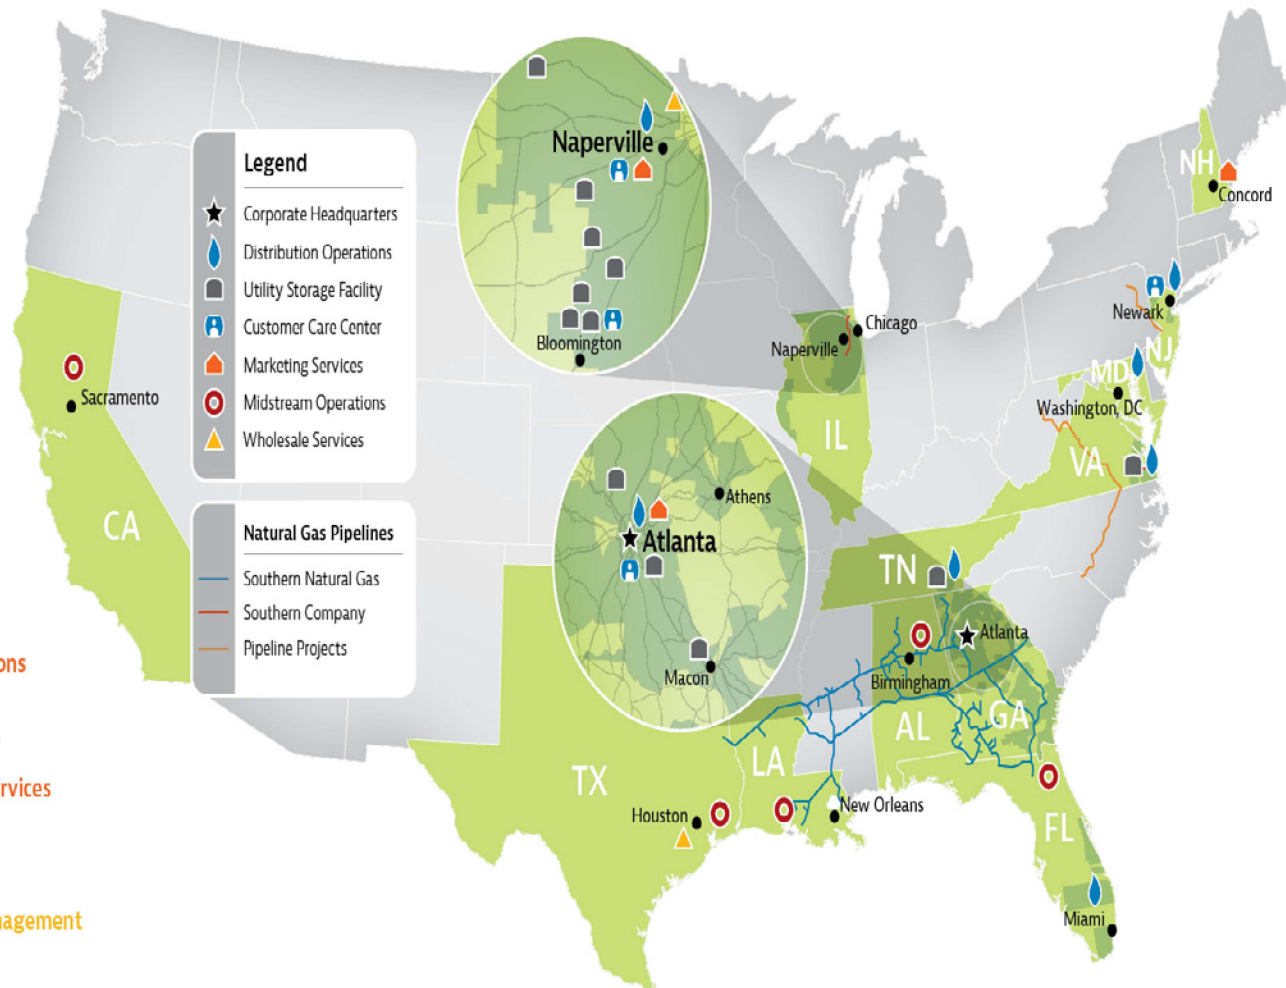 Legend
Corporate Headquarters
Distribution Operations
Utility Storage Facility
Customer Care Center
Marketing Services
Midstream Operations
Wholesale Services
Natural Gas Pipelines
Southern Natural Gas
Southern Company
Pipeline Projects
Naperville
Bloomington
Athens
Atlanta
Macon
NH
Concord
Newark
NJ
MD
Washington, DC
VA
Chicago
Naperville
IL
Sacramento
CA
TN
Atlanta
Birmingham
AL
GA
LA
TX
Houston
New Orleans
FL
Miami
ons
rvices
nagement